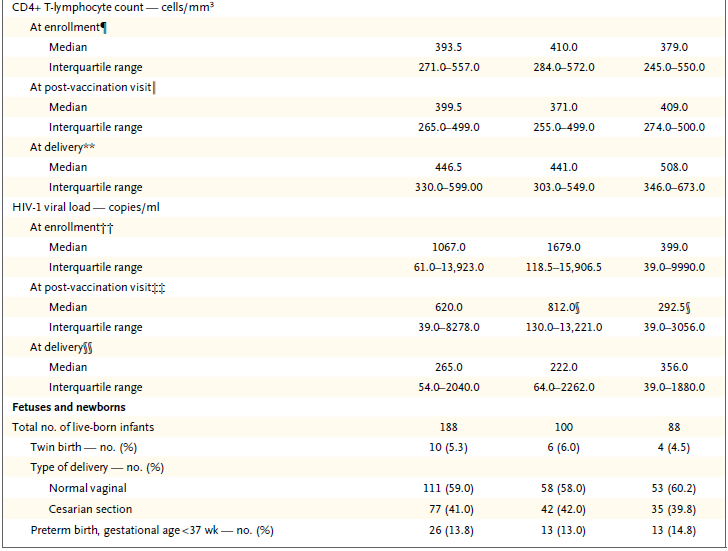 CD4+ T-lymphocyte count — cells/mm³
At enrollment¶
Median 393.5 410.0 379.0
Interquartile range 271.0–557.0 284.0–572.0 245.0–550.0
At post-vaccination visit‖
Median 399.5 371.0 409.0
Interquartile range 265.0–499.0 255.0–499.0 274.0–500.0
At delivery**
Median 446.5 441.0 508.0
Interquartile range 330.0–599.00 303.0–549.0 346.0–673.0
HIV-1 viral load — copies/ml
At enrollment††
Median 1067.0 1679.0 399.0
Interquartile range 61.0–13,923.0 118.5–15,906.5 39.0–9990.0
At post-vaccination visit‡‡
Median 620.0 812.0§ 292.5§
Interquartile range 39.0–8278.0 130.0–13,221.0 39.0–3056.0
At delivery§§
Median 265.0 222.0 356.0
Interquartile range 54.0–2040.0 64.0–2262.0 39.0–1880.0
Fetuses and newborns
Total no. of live-born infants 188 100 88
Twin birth — no. (%) 10 (5.3) 6 (6.0) 4 (4.5)
Type of delivery — no. (%)
Normal vaginal 111 (59.0) 58 (58.0) 53 (60.2)
Cesarian section 77 (41.0) 42 (42.0) 35 (39.8)
Preterm birth, gestational age <37 wk — no. (%) 26 (13.8) 13 (13.0) 13 (14.8)